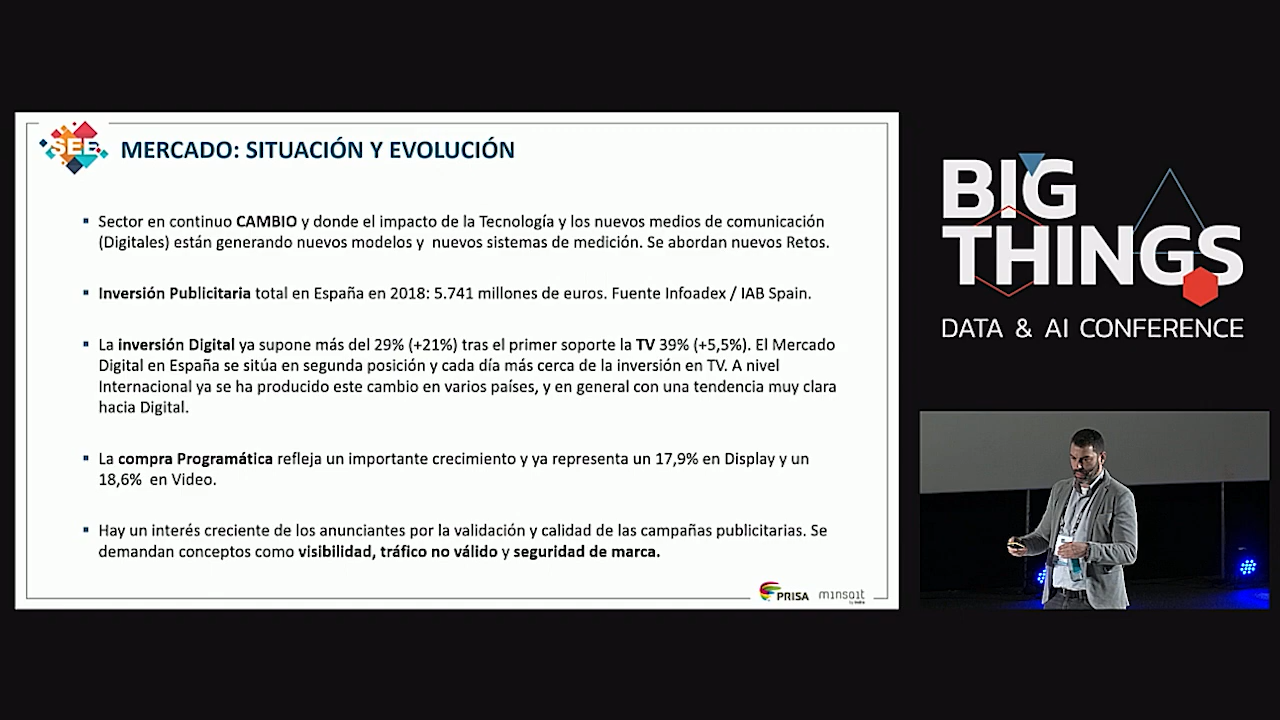 SEE
MERCADO: SITUACIÓN Y EVOLUCIÓN
▪ Sector en continuo CAMBIO y donde el impacto de la Tecnología y los nuevos medios de comunicación
(Digitales) están generando nuevos modelos y nuevos sistemas de medición. Se abordan nuevos Retos.
▪ Inversión Publicitaria total en España en 2018: 5.741 millones de euros. Fuente Infoadex / IAB Spain.
▪ La inversión Digital ya supone más del 29% (+21%) tras el primer soporte la TV 39% (+5,5%). El Mercado
Digital en España se sitúa en segunda posición y cada día más cerca de la inversión en TV. A nivel
Internacional ya se ha producido este cambio en varios países, y en general con una tendencia muy clara
hacia Digital.
▪ La compra Programática refleja un importante crecimiento y ya representa un 17,9% en Display y un
18,6% en Video.
▪ Hay un interés creciente de los anunciantes por la validación y calidad de las campañas publicitarias. Se
demandan conceptos como visibilidad, tráfico no válido y seguridad de marca.
PRISA
minsait
BIG
THINGS
DATA & AI CONFERENCE